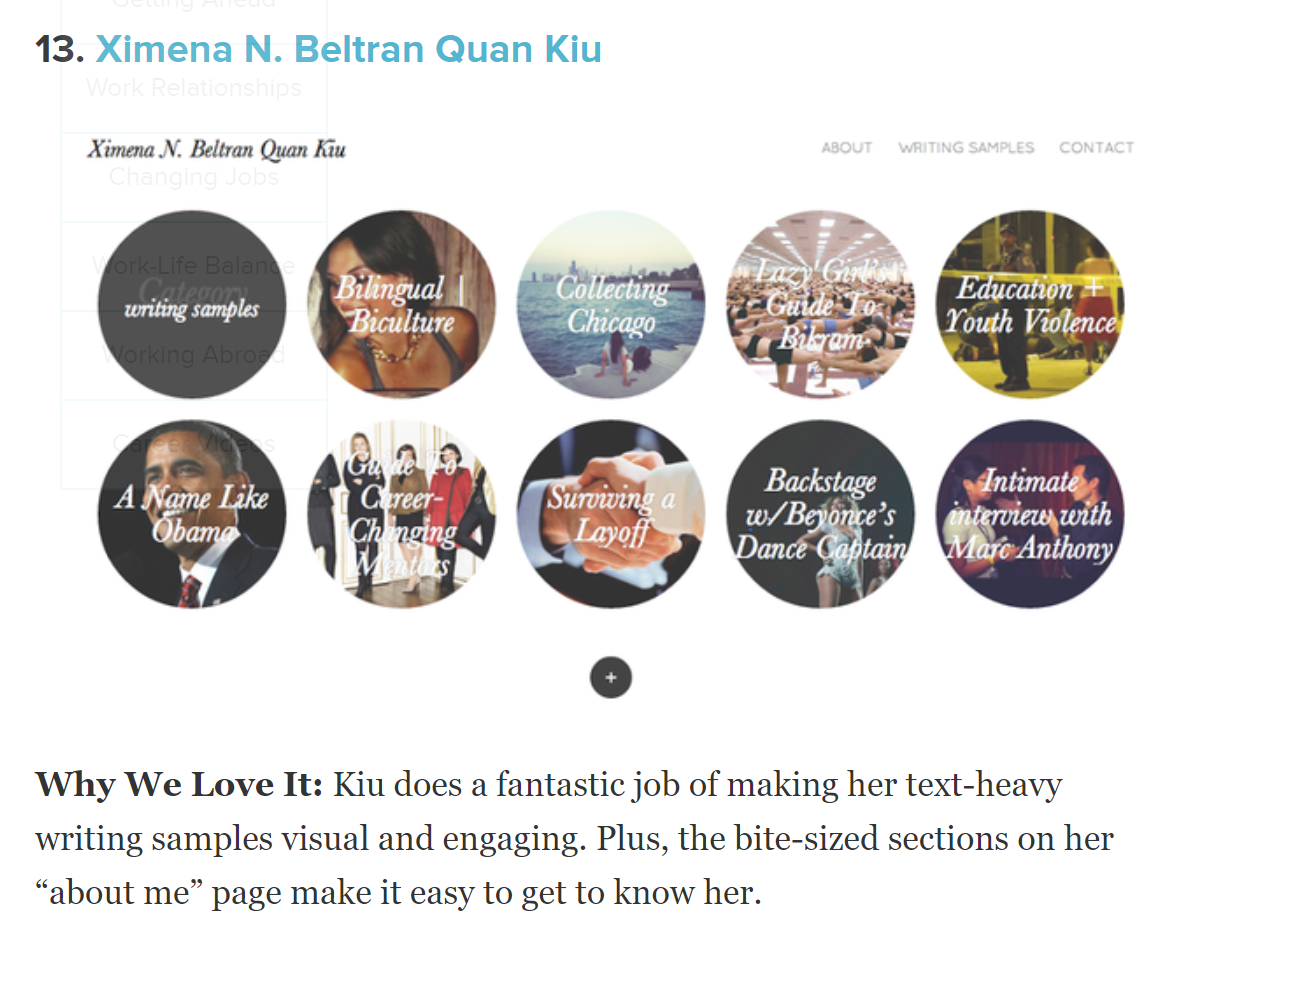 Getting Ahead
13. Ximena N. Beltran Quan Kiu
Work Relationships
Ximena N. Beltran Quan Kiu
ABOUT WRITING SAMPLES CONTACT
Changing Jobs
Work-Life Balance
Category
writing samples
Working Abroad
Bilingual |
Biculture
Collecting
Chicago
Lazy Girl's
Guide To
Bikram
Education +
Youth Violence
Career Videos
A Name Like
Obama
Guide To
Career-
Changing
Mentors
Surviving a
Layoff
Backstage
w/Beyonce's
Dance Captain
Intimate
interview with
Marc Anthony
+
Why We Love It: Kiu does a fantastic job of making her text-heavy
writing samples visual and engaging. Plus, the bite-sized sections on her
“about me” page make it easy to get to know her.